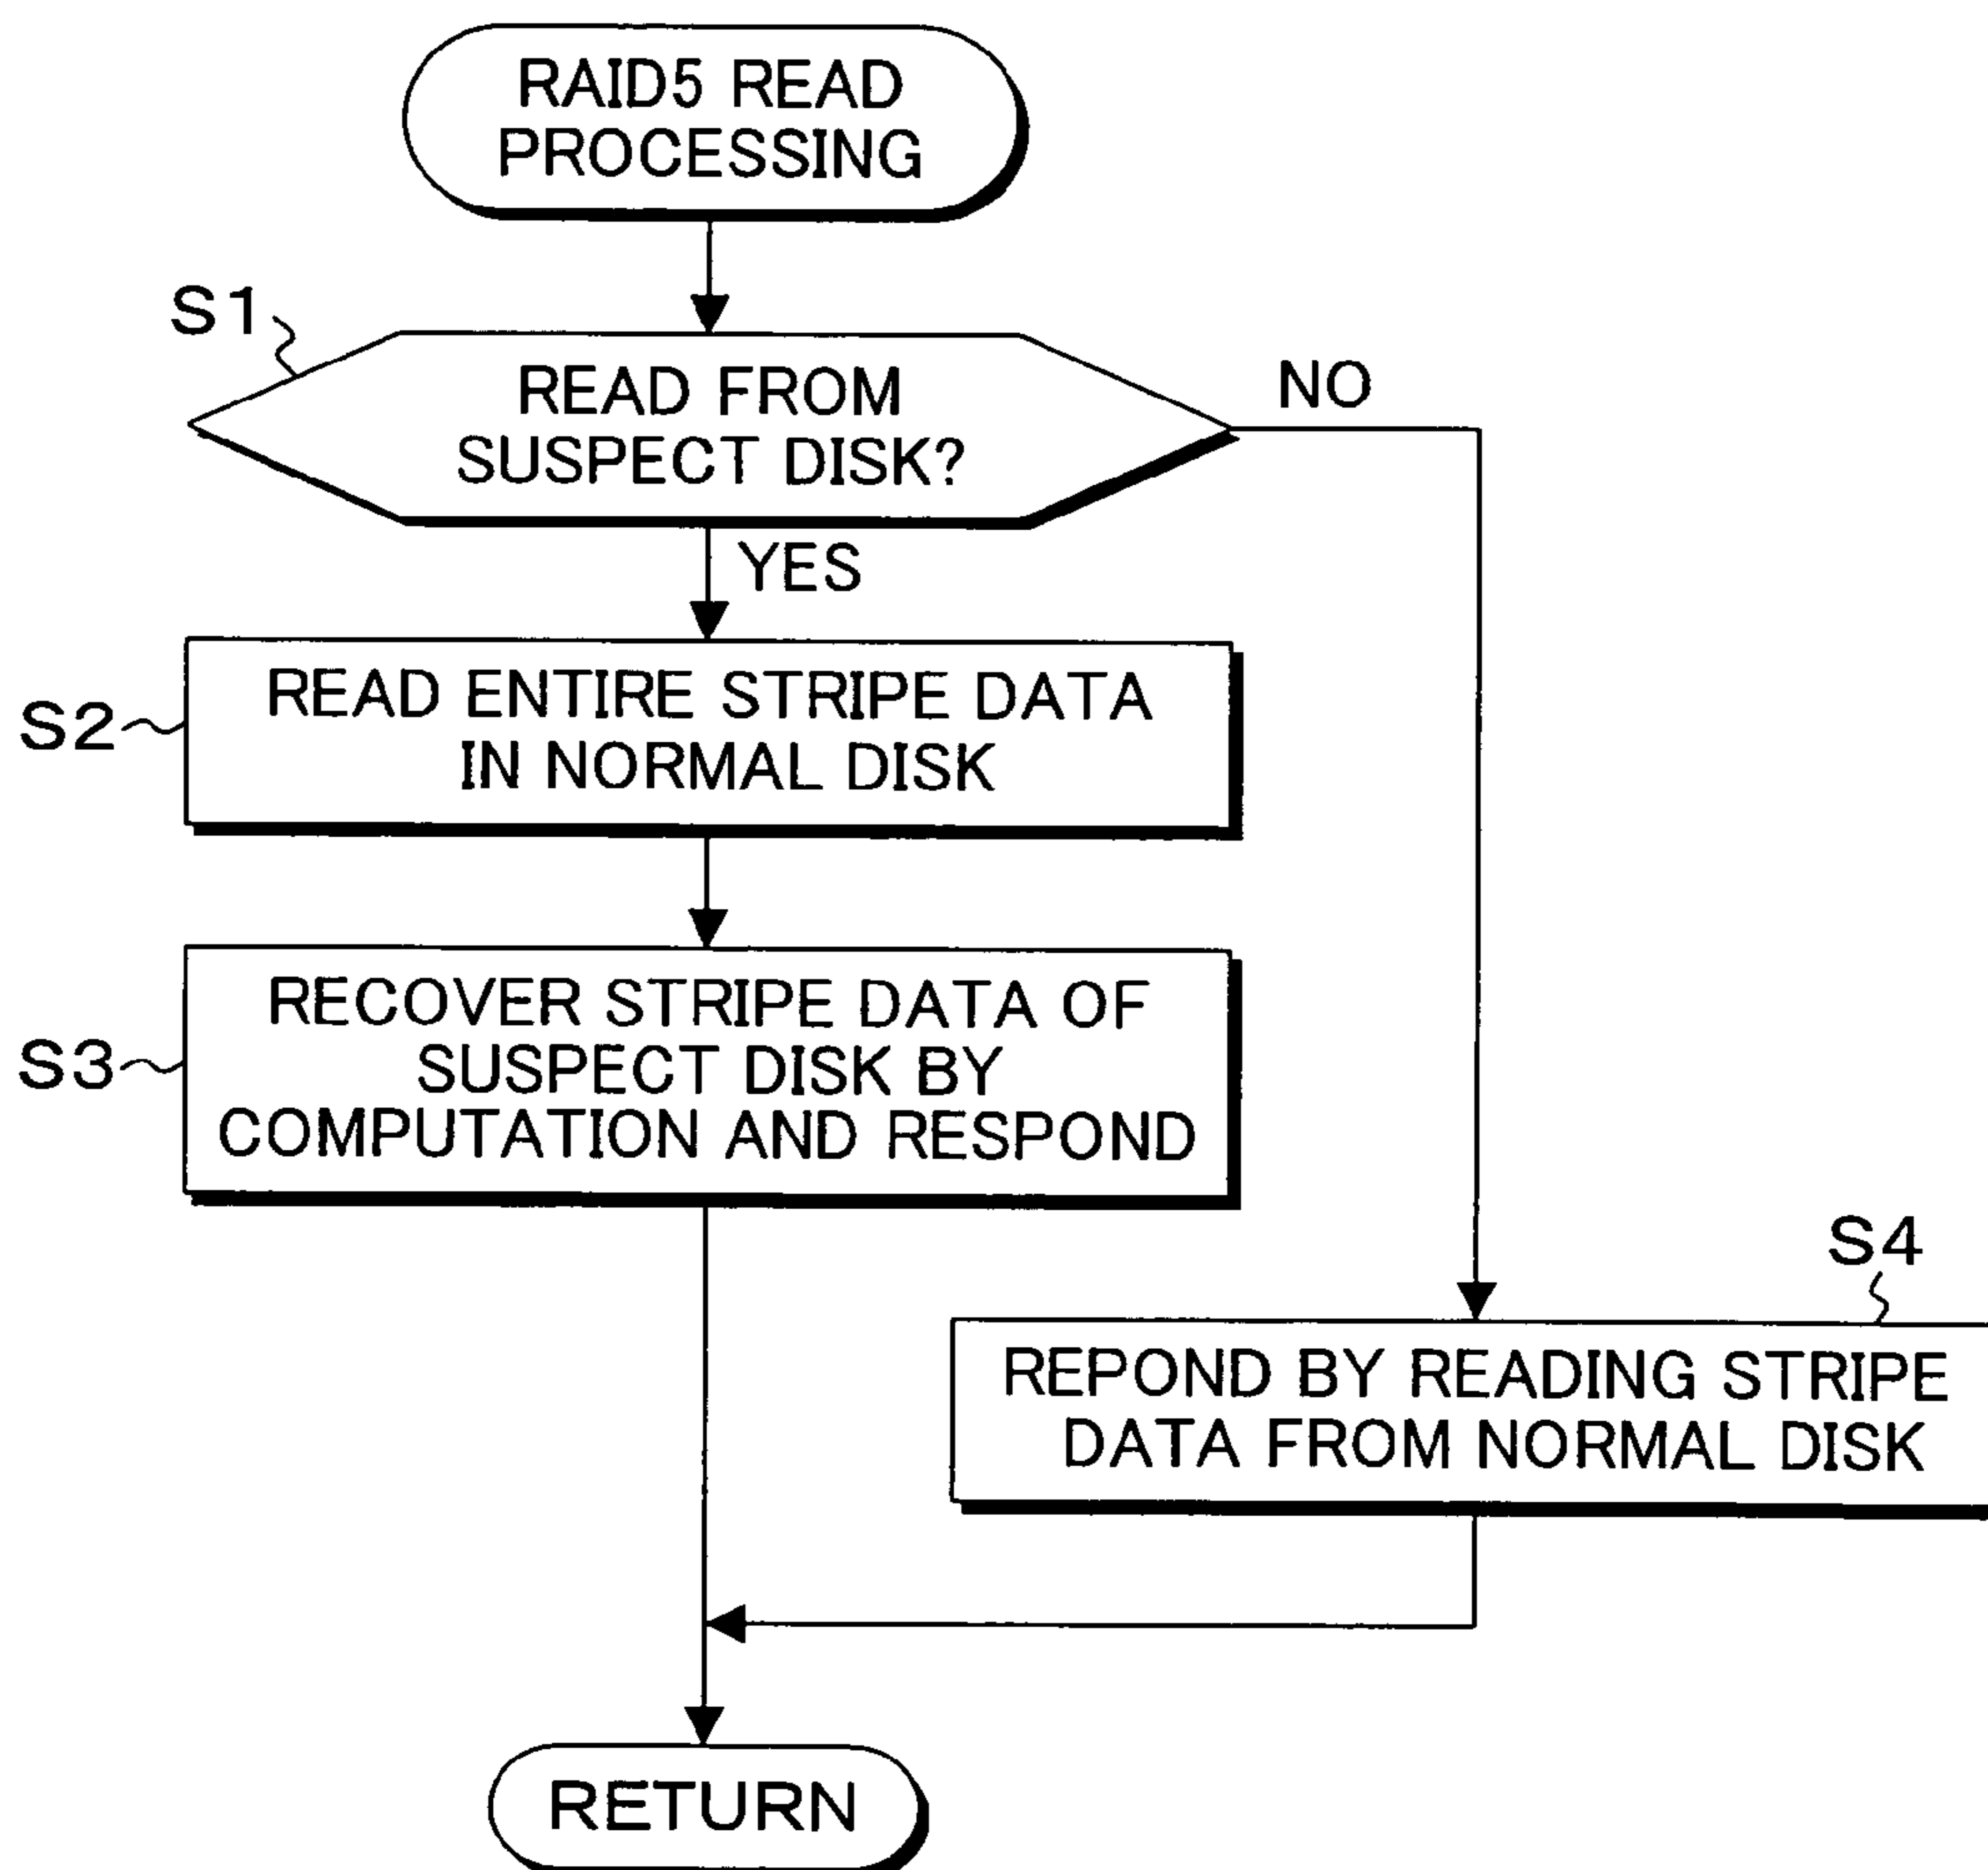 RAID5 READ
PROCESSING
S1
READ FROM
SUSPECT DISK?
NO
YES
S2
READ ENTIRE STRIPE DATA
IN NORMAL DISK
S3
RECOVER STRIPE DATA OF
SUSPECT DISK BY
COMPUTATION AND RESPOND
S4
REPOND BY READING STRIPE
DATA FROM NORMAL DISK
RETURN